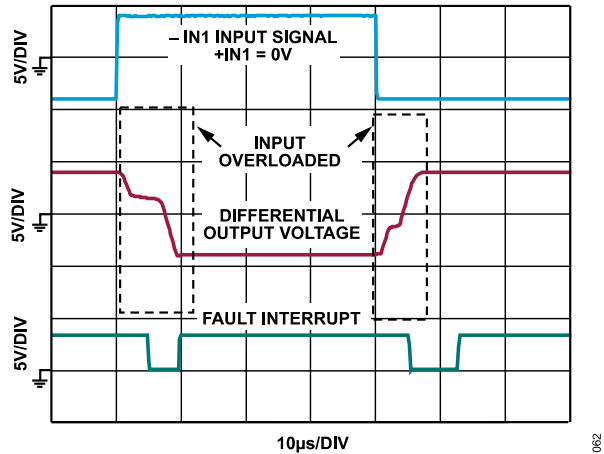 5V/DIV
– IN1 INPUT SIGNAL
+IN1 = 0V
INPUT
OVERLOADED
5V/DIV
DIFFERENTIAL
OUTPUT VOLTAGE
5V/DIV
FAULT INTERRUPT
10µs/DIV
062